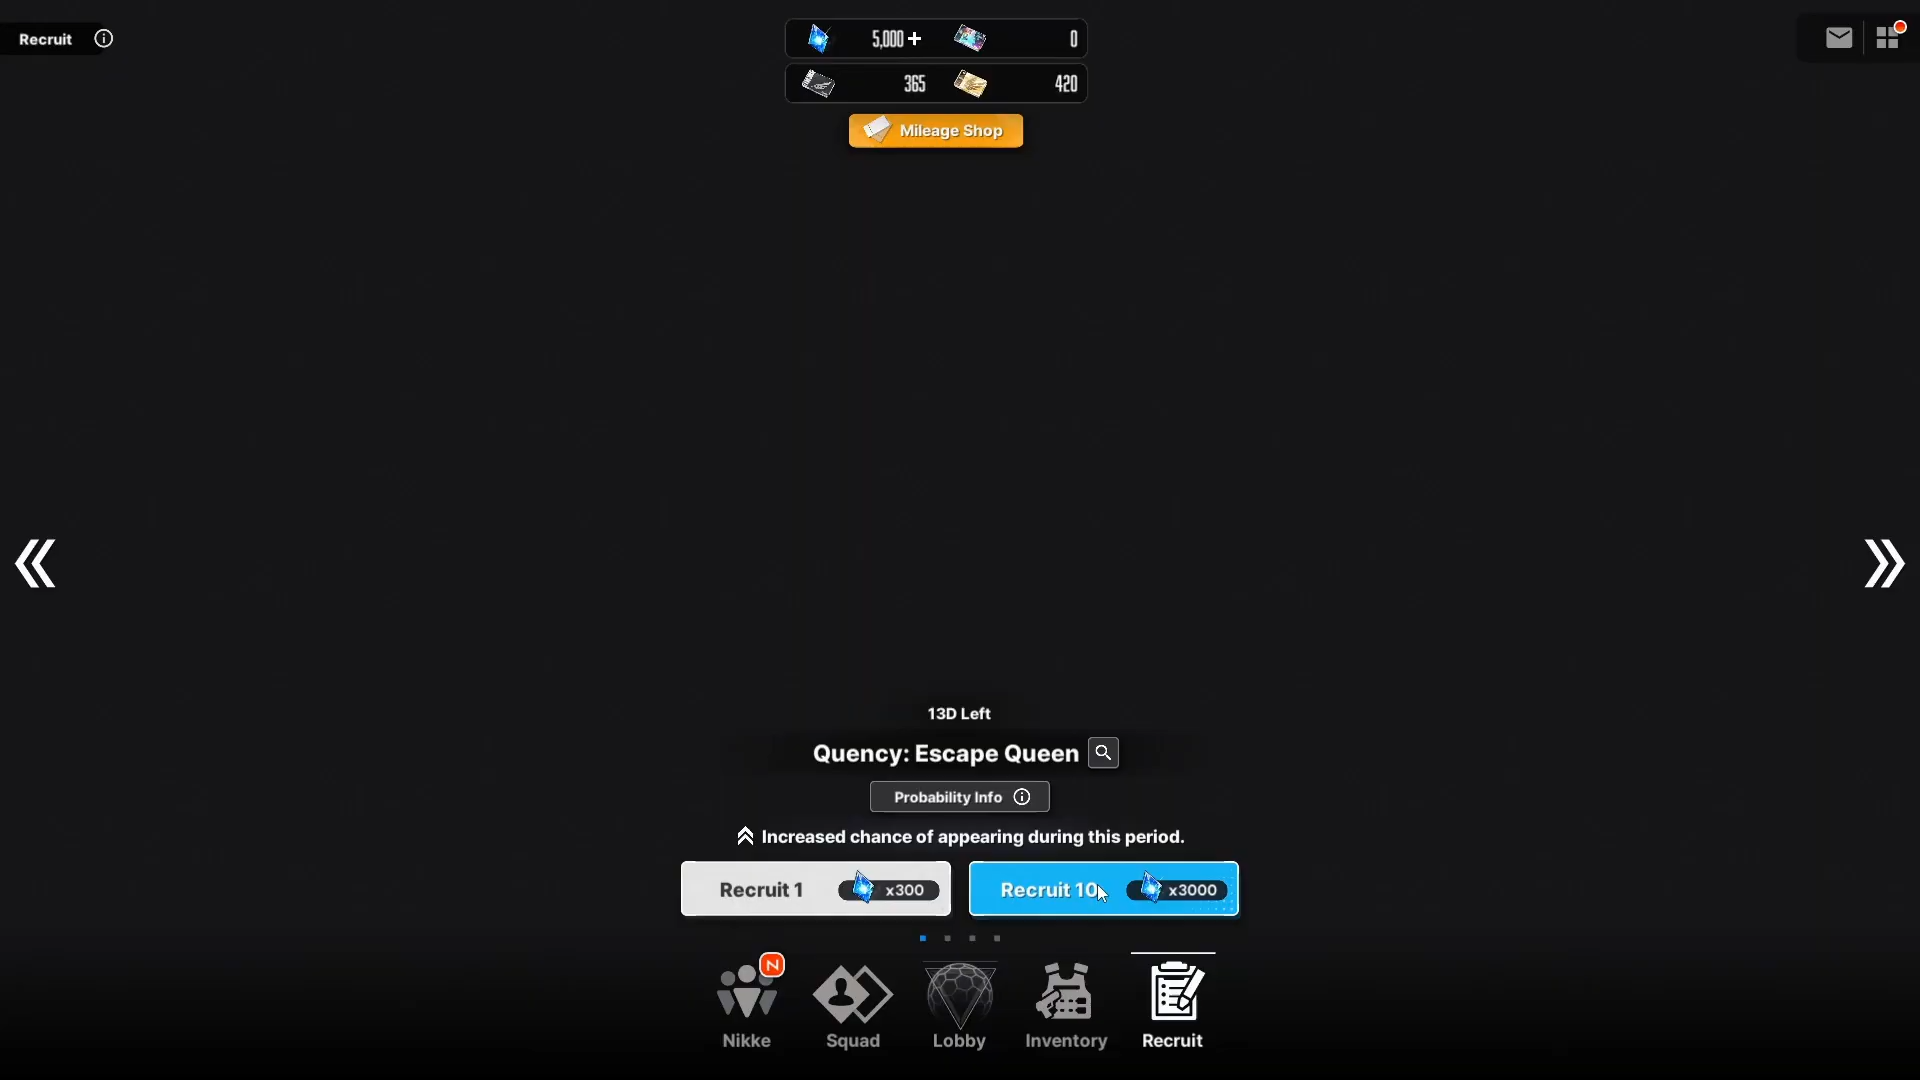 Recruit
5,000 0
365 420
Mileage Shop
13D Left
Quency: Escape Queen
Probability Info
Increased chance of appearing during this period.
Recruit 1 x300
Recruit 10 x3000
N
Nikke Squad Lobby Inventory Recruit